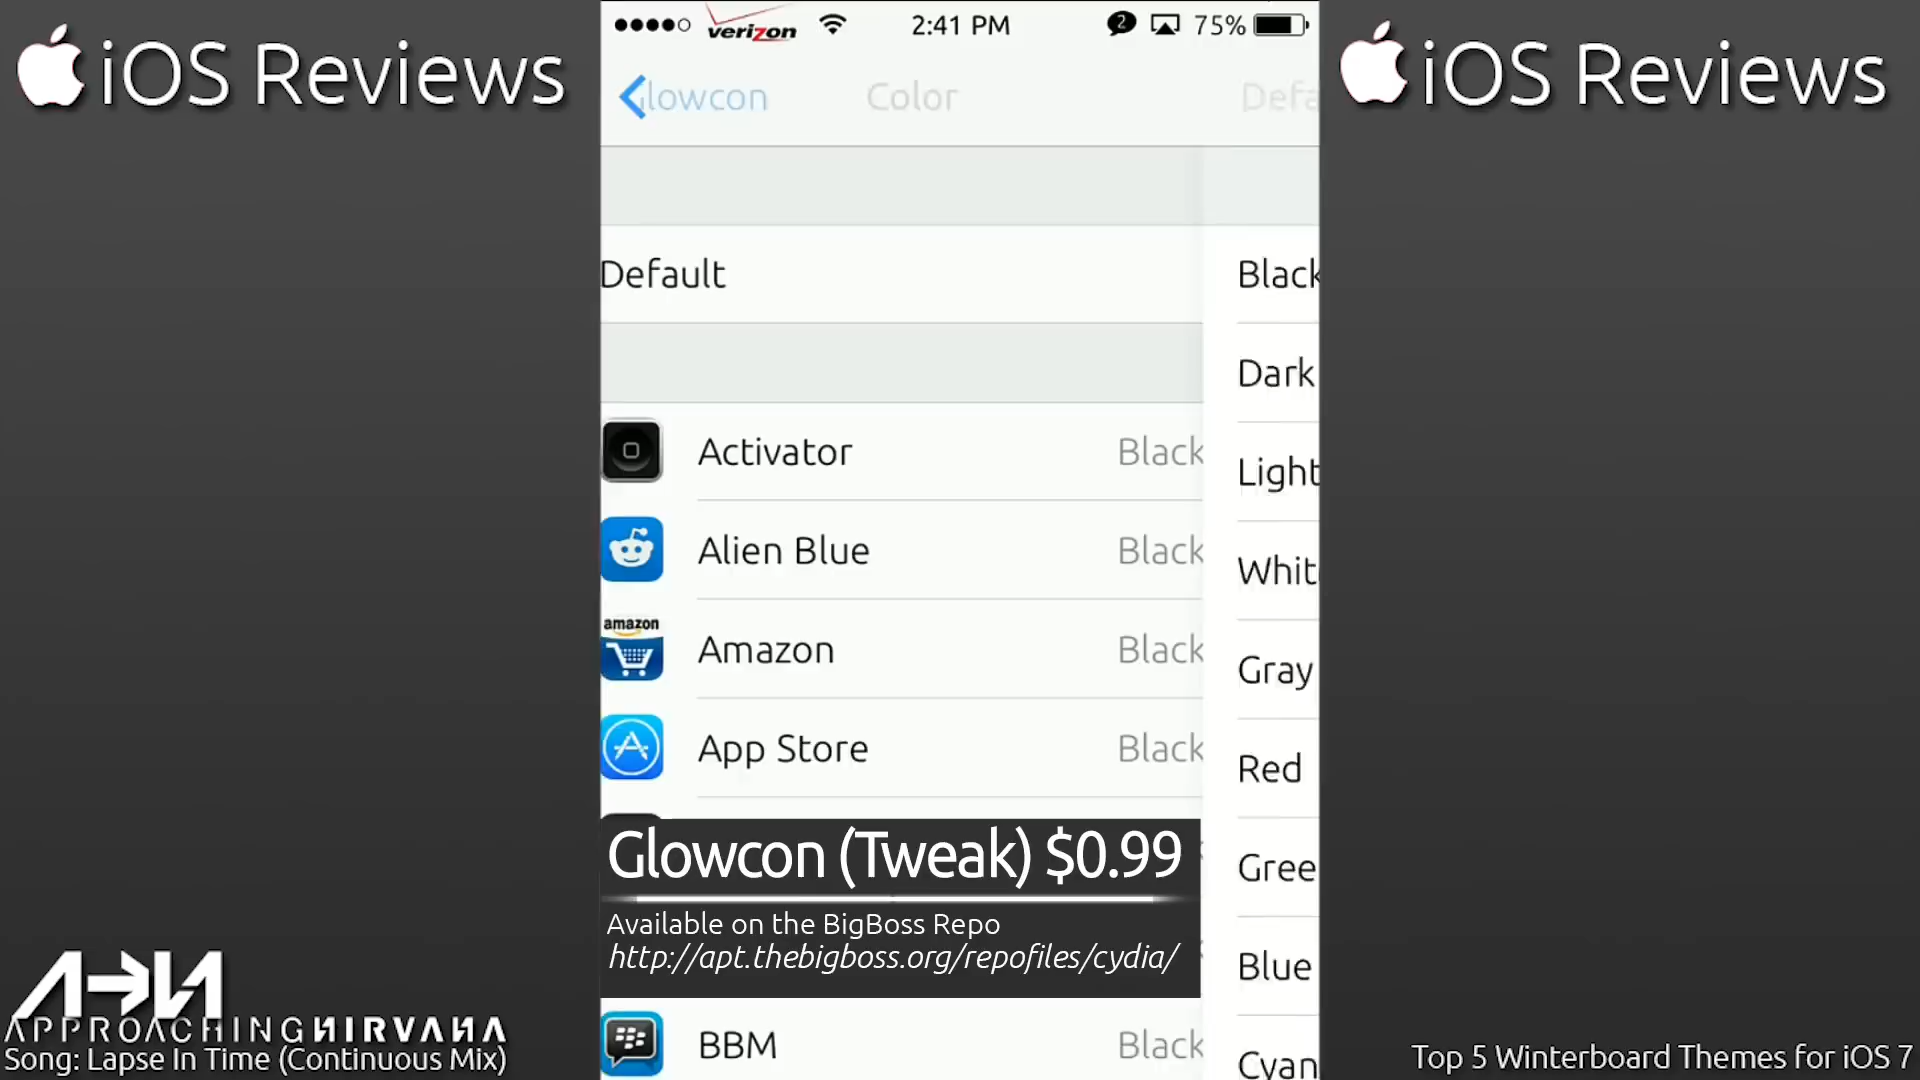 iOS Reviews
verizon 2:41 PM 2 75%
lowcon Color Defa
Default
Activator Black
Alien Blue Black
amazon
Amazon Black
App Store Black
BBM Black
Black
Dark
Light
Whit
Gray
Red
Gree
Blue
Cyan
Glowcon (Tweak) $0.99
Available on the BigBoss Repo
http://apt.thebigboss.org/repofiles/cydia/
iOS Reviews
APPROACHING NIRVANA
Song: Lapse In Time (Continuous Mix)
Top 5 Winterboard Themes for iOS 7